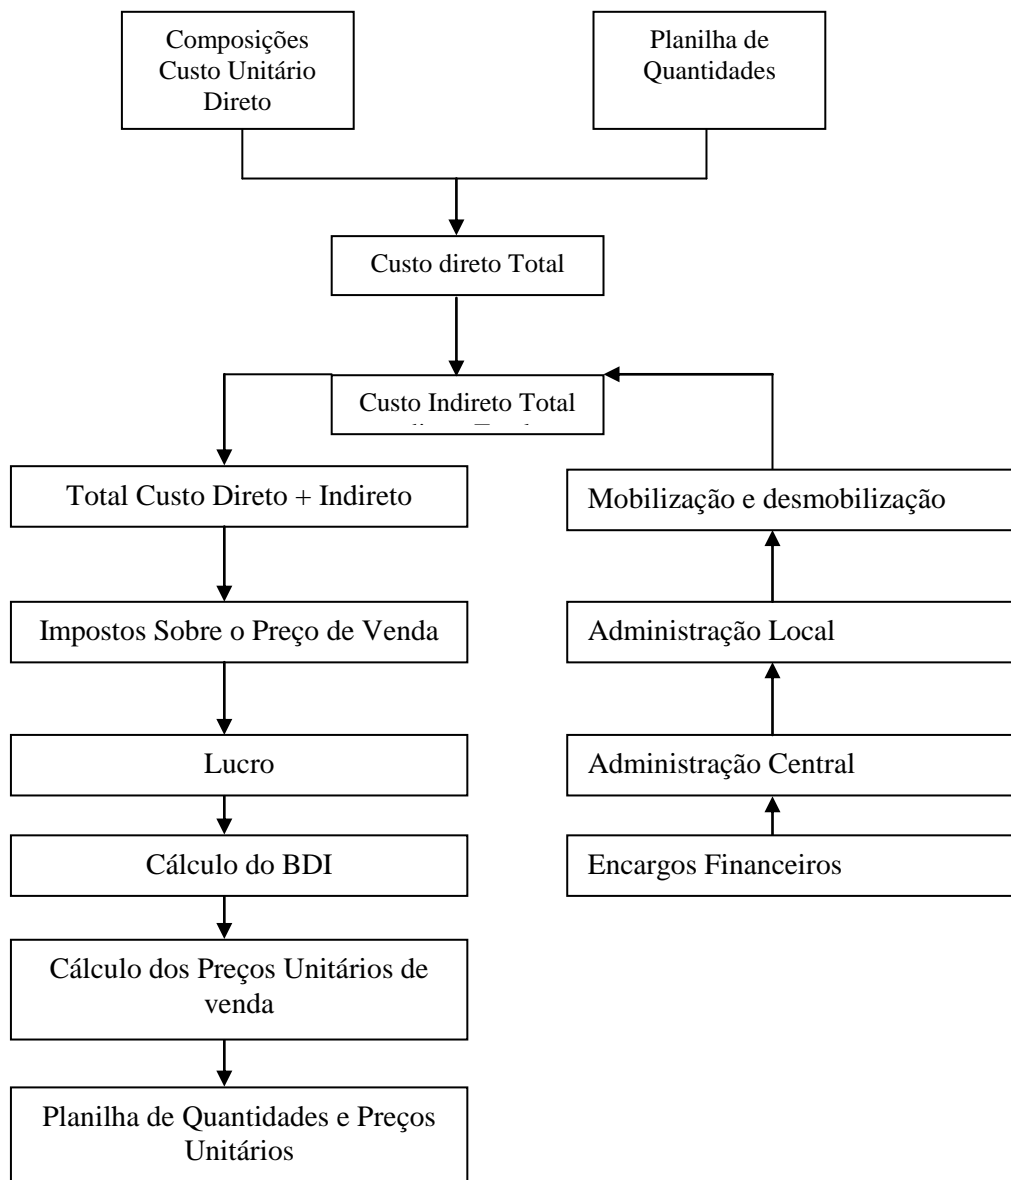 Composições
Custo Unitário
Direto
Planilha de
Quantidades
Custo direto Total
Custo Indireto Total
Total Custo Direto + Indireto
Mobilização e desmobilização
Impostos Sobre o Preço de Venda
Administração Local
Lucro
Administração Central
Cálculo do BDI
Encargos Financeiros
Cálculo dos Preços Unitários de
venda
Planilha de Quantidades e Preços
Unitários